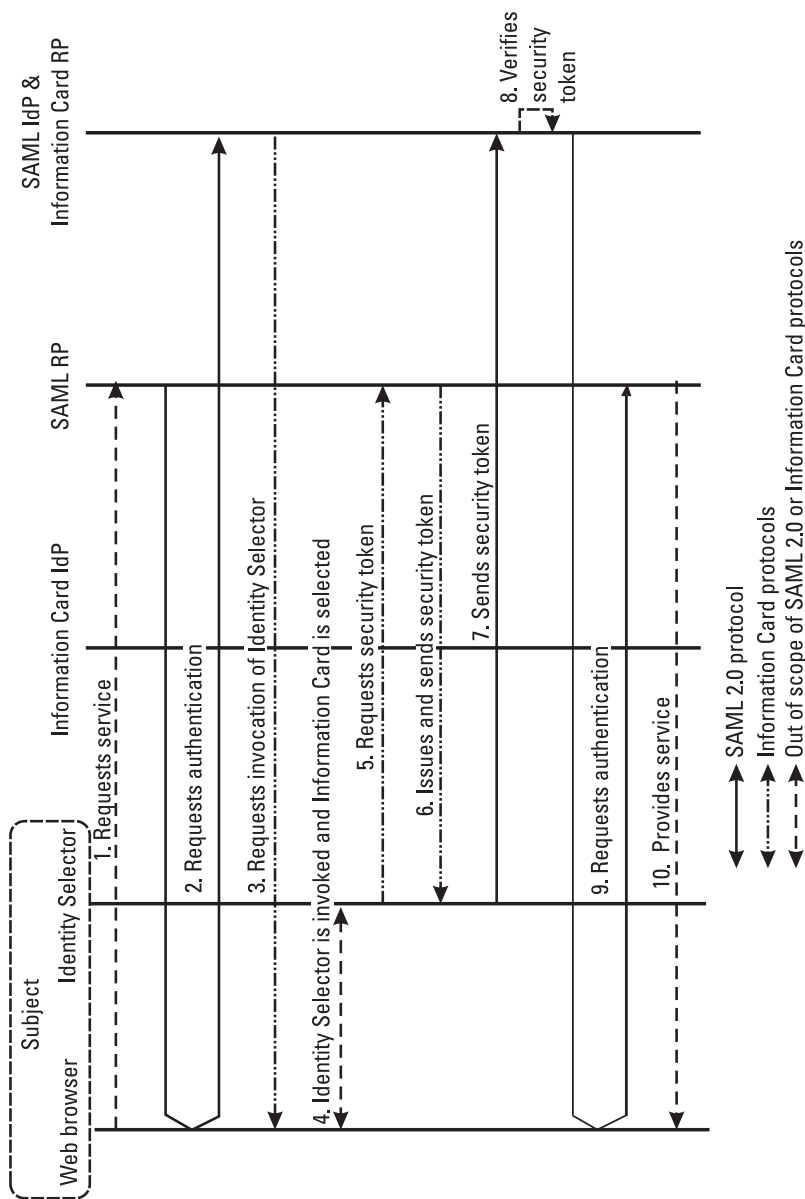 Subject
Web browser
Identity Selector
Information Card IdP
SAML RP
SAML IdP &
Information Card RP
1. Requests service
2. Requests authentication
3. Requests invocation of Identity Selector
4. Identity Selector is invoked and Information Card is selected
5. Requests security token
6. Issues and sends security token
7. Sends security token
8. Verifies
security
token
9. Requests authentication
10. Provides service
SAML 2.0 protocol
Information Card protocols
Out of scope of SAML 2.0 or Information Card protocols